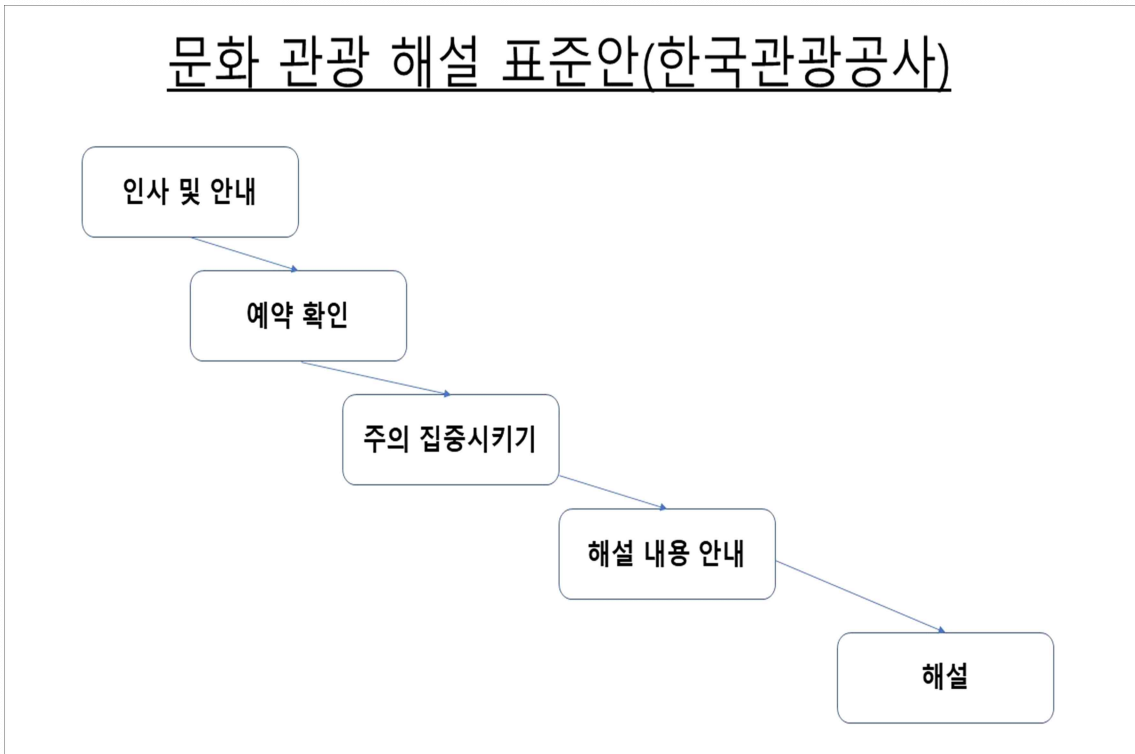 문화 관광 해설 표준안(한국관광공사)
인사 및 안내
예약 확인
주의 집중시키기
해설 내용 안내
해설